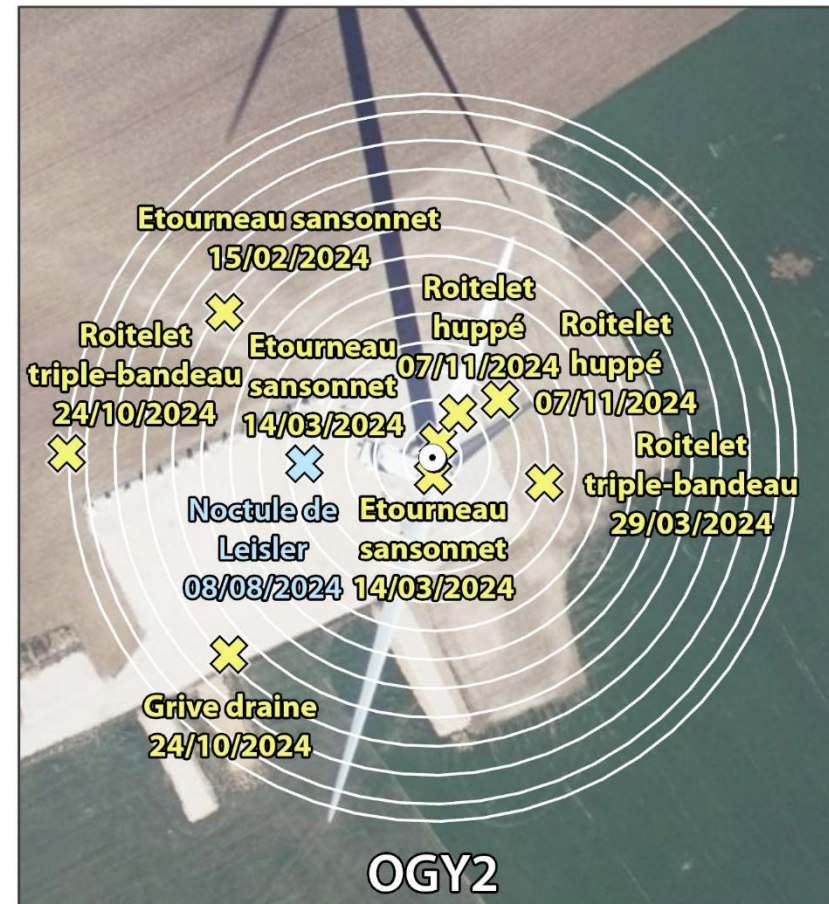 Etourneau sansonnet
15/02/2024
Roitelet
triple-bandeau
24/10/2024
Etourneau
sansonnet
14/03/2024
Roitelet
huppé
07/11/2024
Roitelet
huppé
07/11/2024
Roitelet
triple-bandeau
29/03/2024
Noctule de
Leisler
08/08/2024
Etourneau
sansonnet
14/03/2024
Grive draine
24/10/2024
OGY2